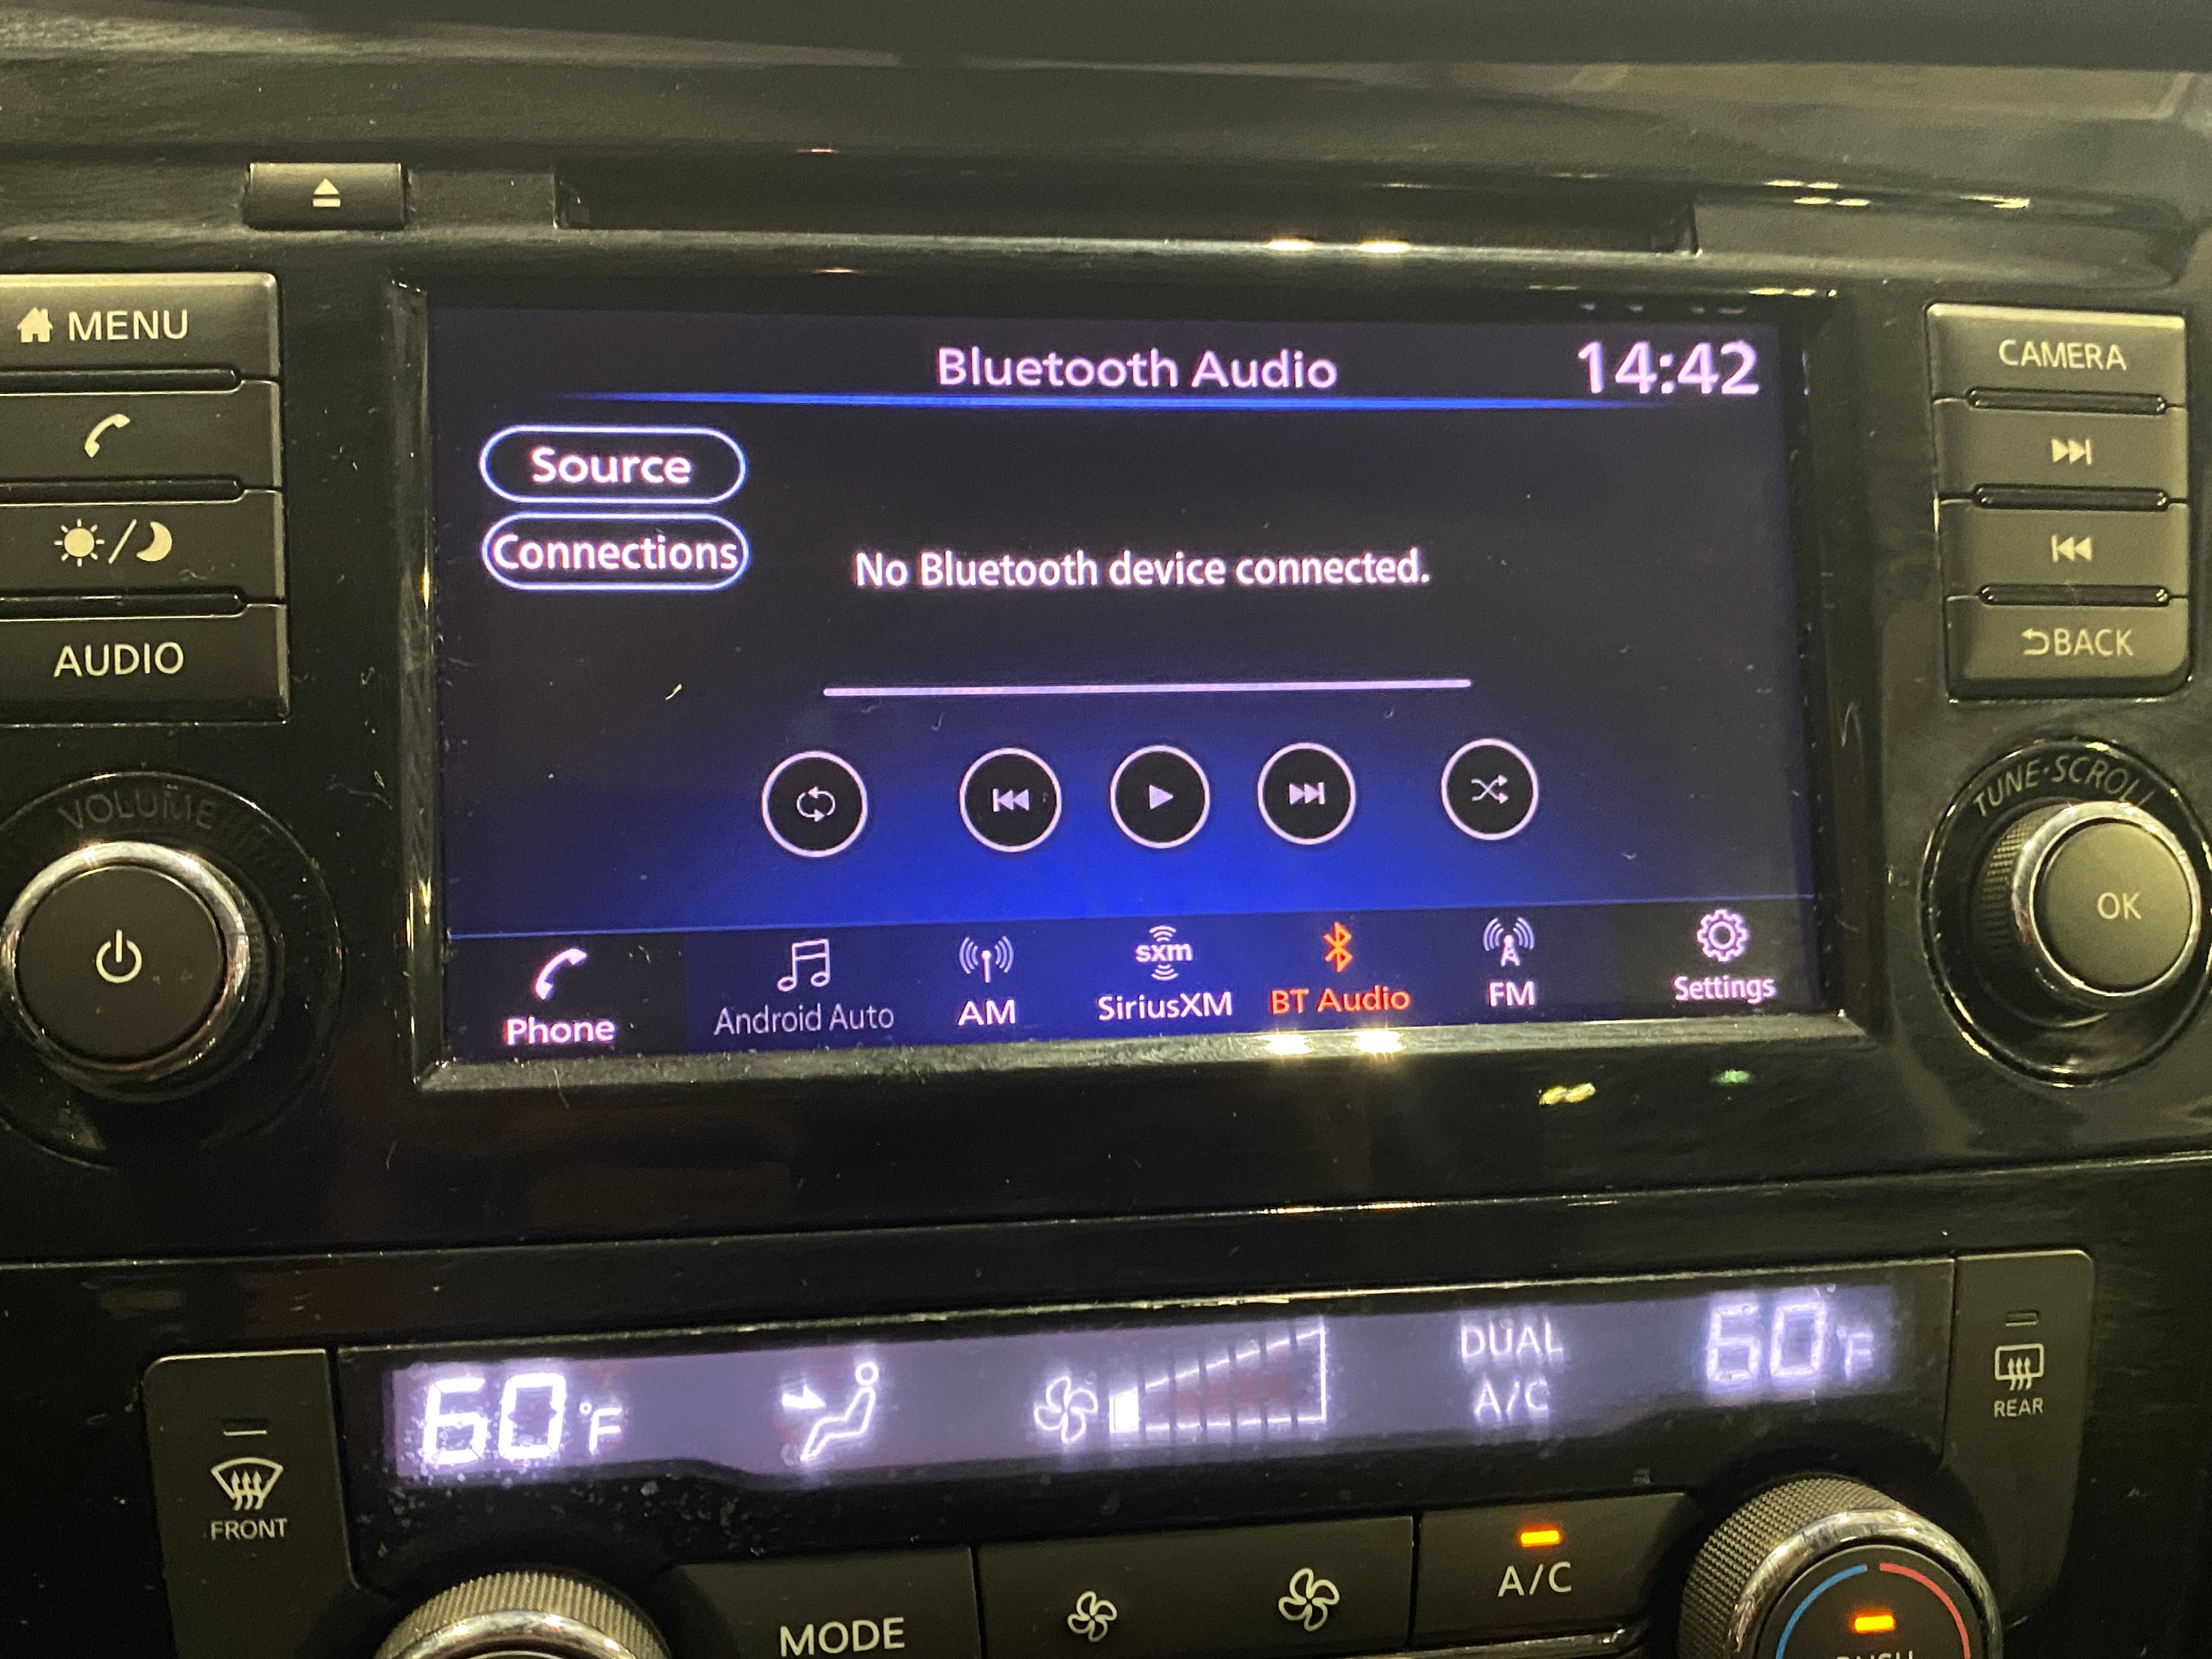 MENU
CAMERA
Bluetooth Audio
14:42
Source
Connections
No Bluetooth device connected.
AUDIO
BACK
VOLUME
TUNE·SCROLL
OK
Phone
Android Auto
AM
sxm
SiriusXM
BT Audio
FM
Settings
60°F
DUAL
A/C
60°F
FRONT
REAR
MODE
A/C